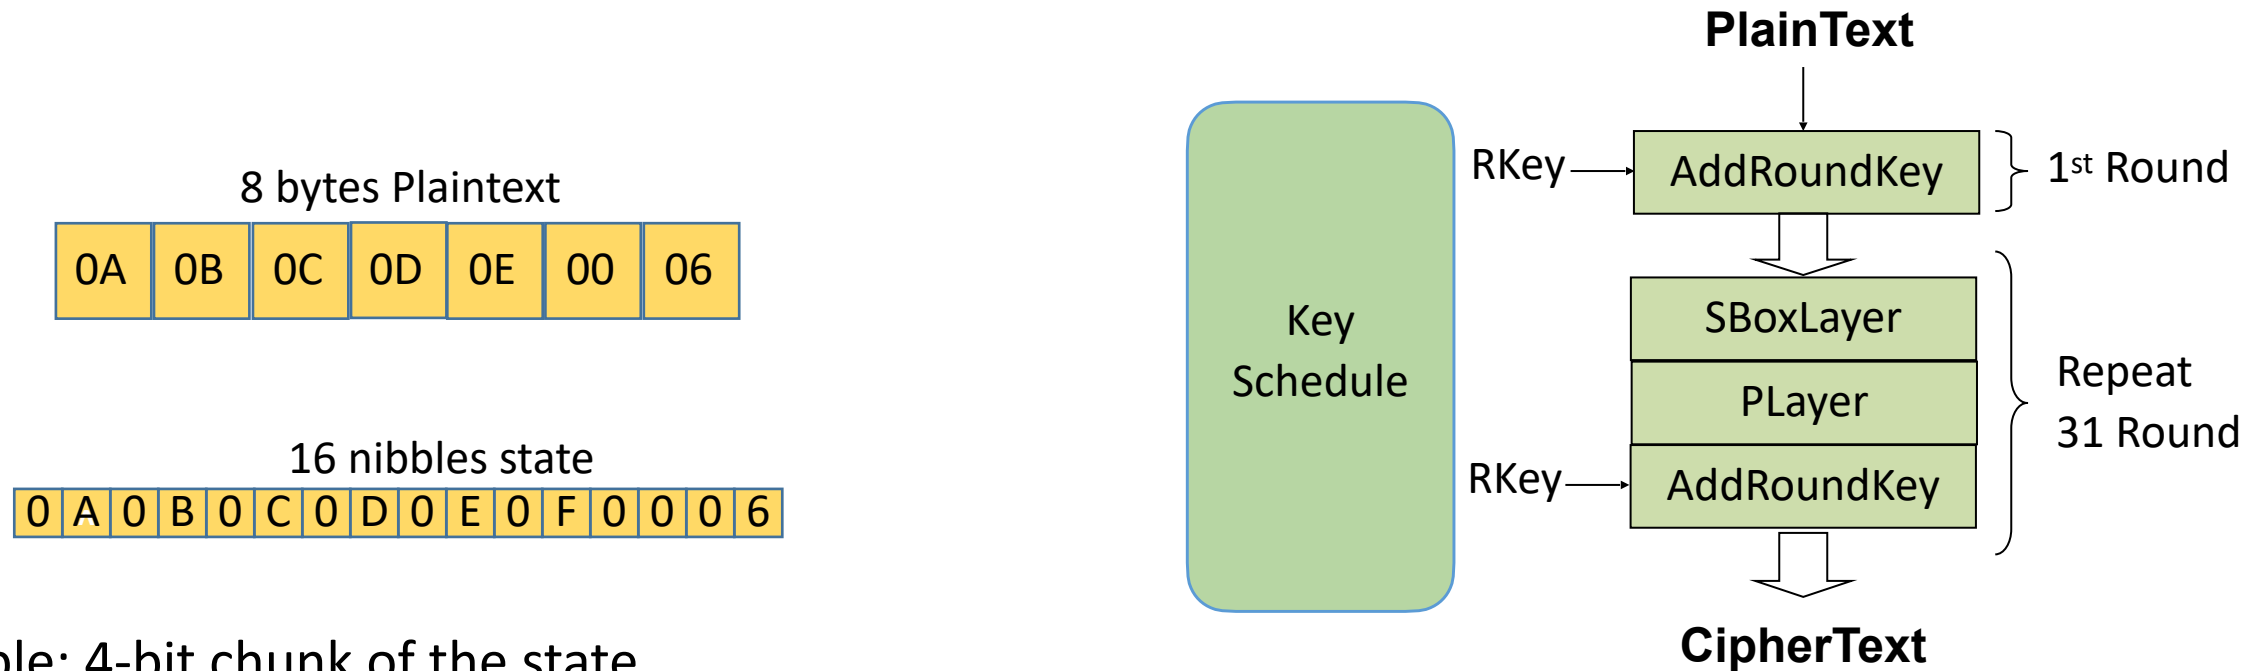 8 bytes Plaintext
0A 0B 0C 0D 0E 00 06
16 nibbles state
0 A 0 B 0 C 0 D 0 E 0 F 0 0 0 6
4-bit chunk of the state
PlainText
Key
Schedule
RKey
AddRoundKey
1st Round
SBoxLayer
PLayer
RKey
AddRoundKey
Repeat
31 Round
CipherText